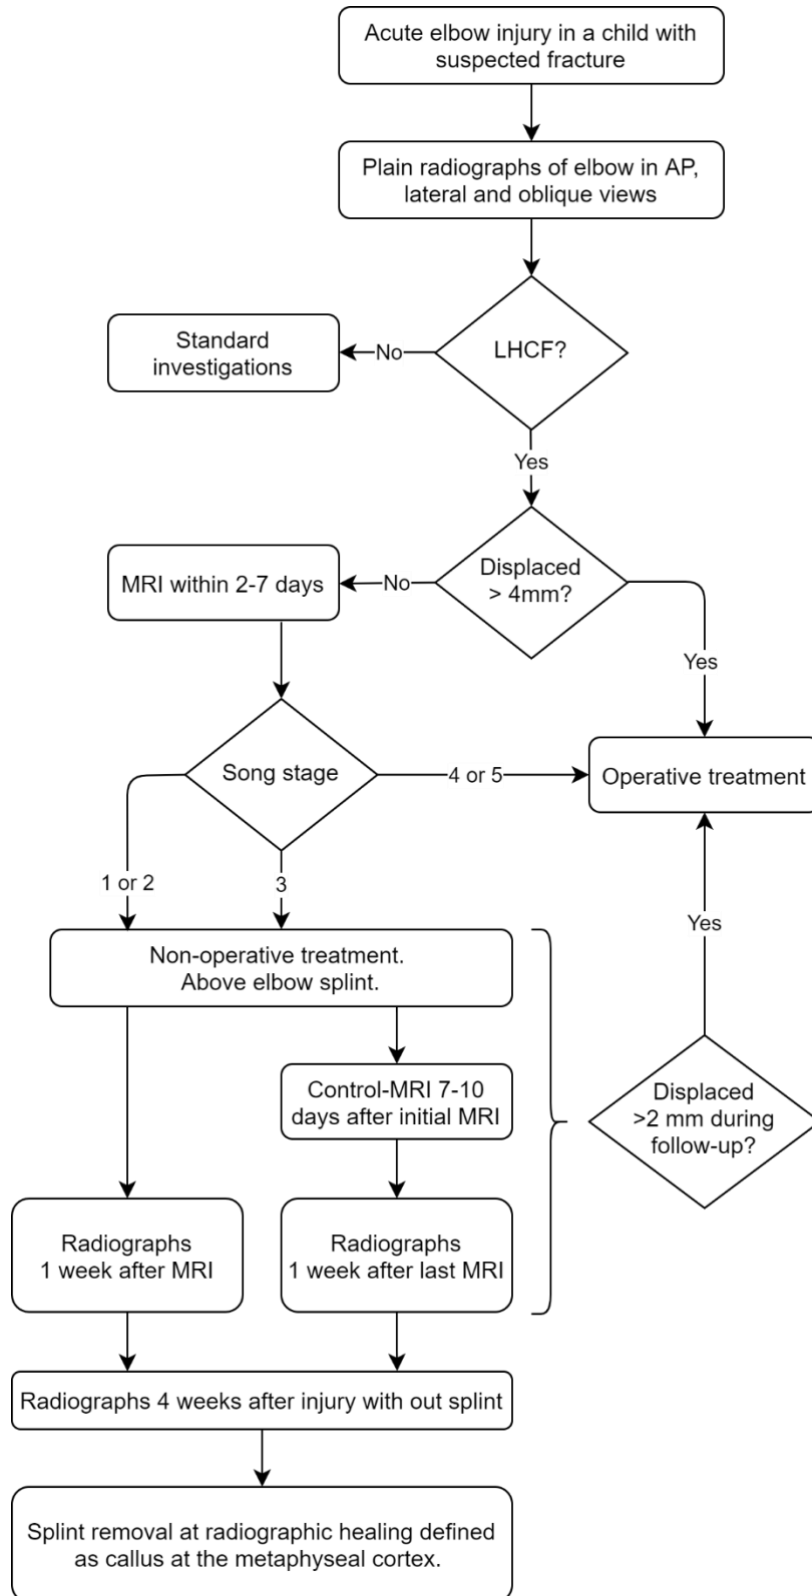 Acute elbow injury in a child with
suspected fracture
Plain radiographs of elbow in AP,
lateral and oblique views
LHCF?
No
Standard
investigations
Yes
Displaced
> 4mm?
No
MRI within 2-7 days
Yes
Song stage
4 or 5
Operative treatment
1 or 2
3
Yes
Non-operative treatment.
Above elbow splint.
Control-MRI 7-10
days after initial MRI
Displaced
>2 mm during
follow-up?
Radiographs
1 week after MRI
Radiographs
1 week after last MRI
Radiographs 4 weeks after injury with out splint
Splint removal at radiographic healing defined
as callus at the metaphyseal cortex.